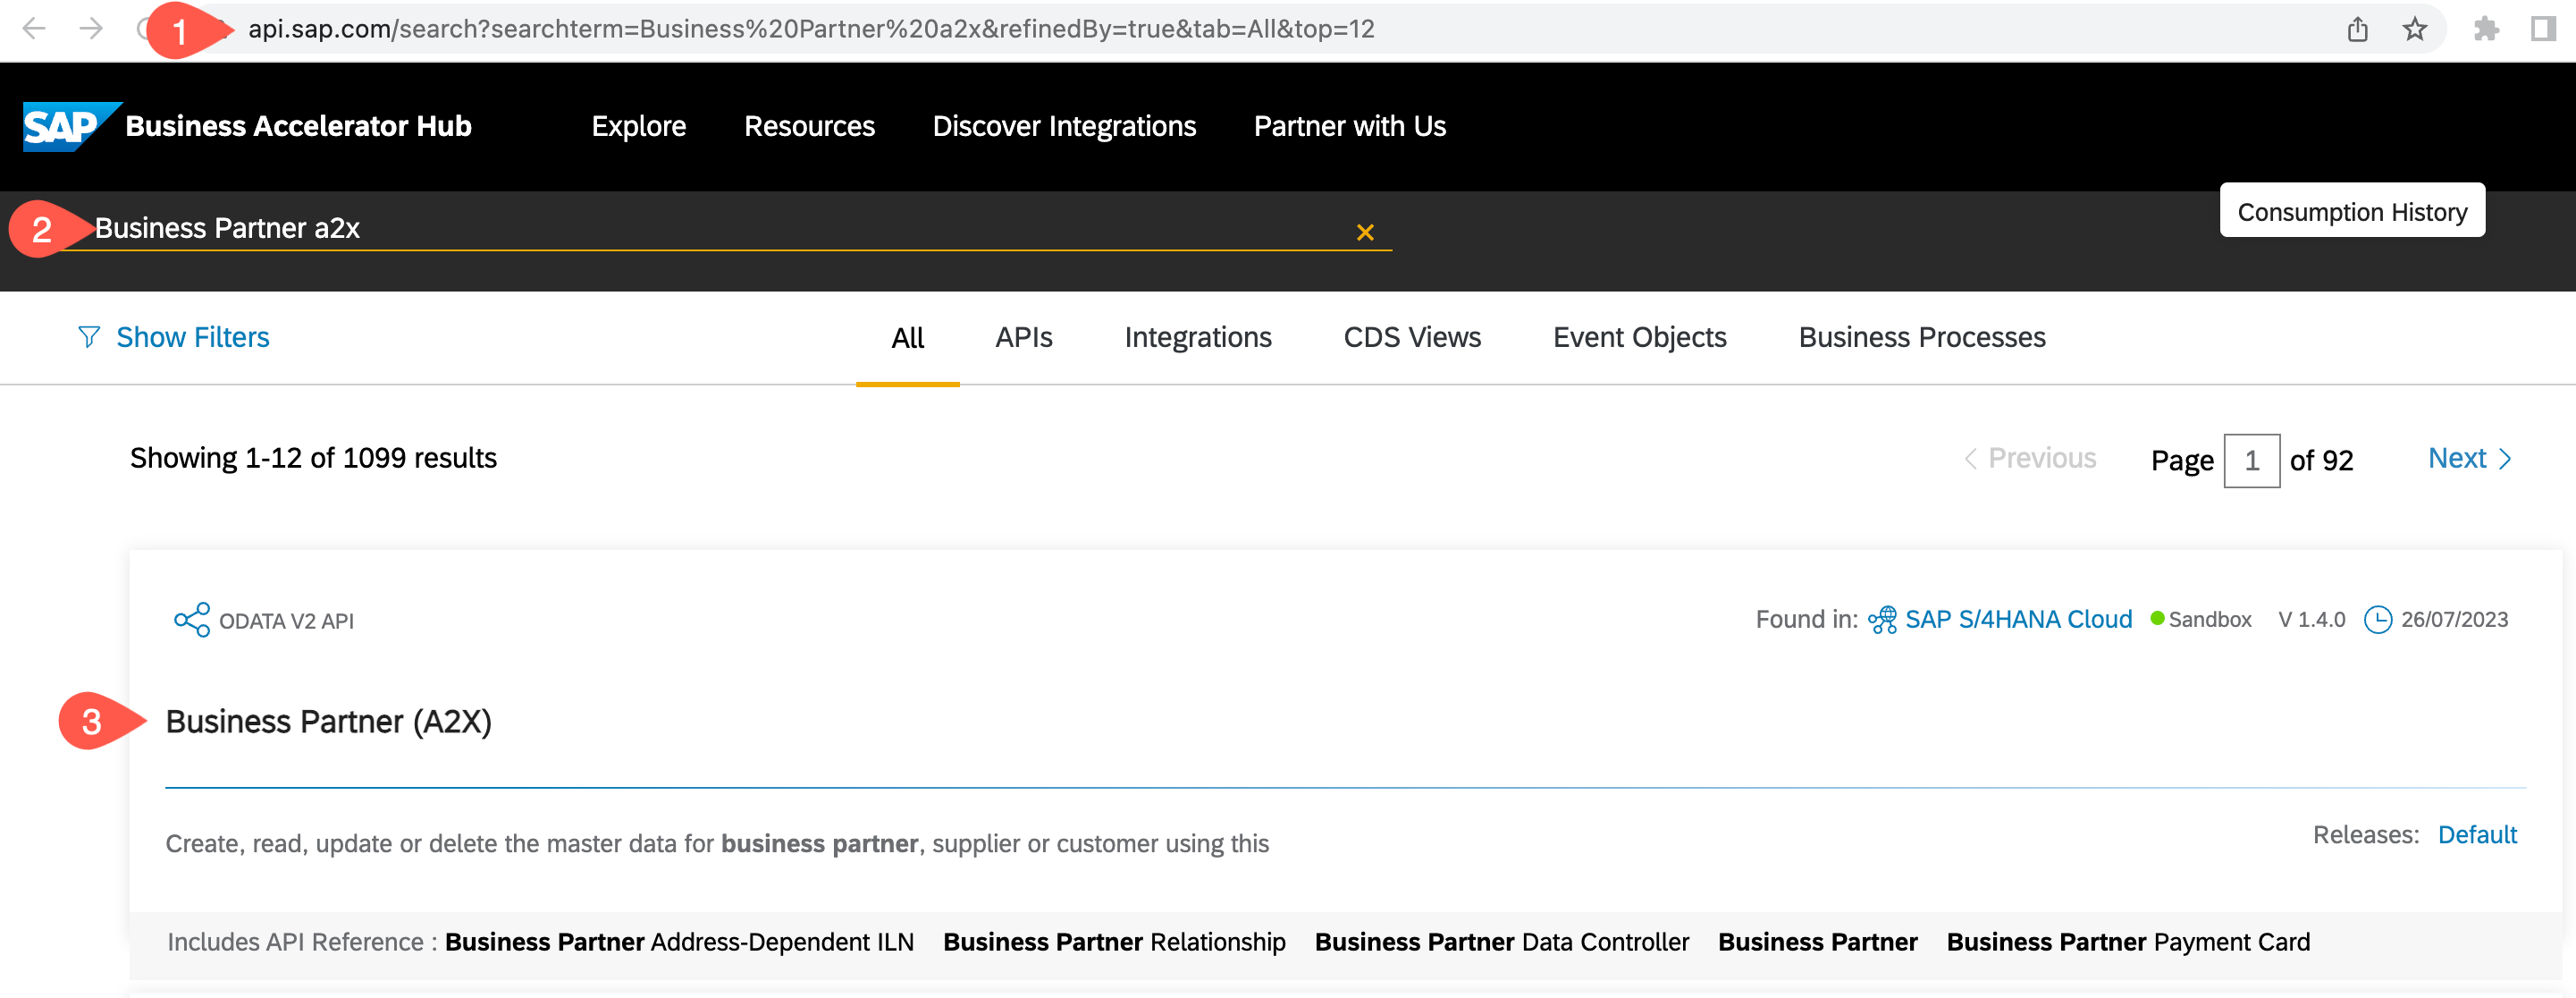 1 api.sap.com/search?searchterm=Business%20Partner%20a2x&refinedBy=true&tab=All&top=12
SAP Business Accelerator Hub Explore Resources Discover Integrations Partner with Us
2 Business Partner a2x Consumption History
Show Filters All APIs Integrations CDS Views Event Objects Business Processes
Showing 1-12 of 1099 results Previous Page 1 of 92 Next
ODATA V2 API Found in: SAP S/4HANA Cloud Sandbox V 1.4.0 26/07/2023
3 Business Partner (A2X)
Create, read, update or delete the master data for business partner, supplier or customer using this Releases: Default
Includes API Reference : Business Partner Address-Dependent ILN Business Partner Relationship Business Partner Data Controller Business Partner Business Partner Payment Card